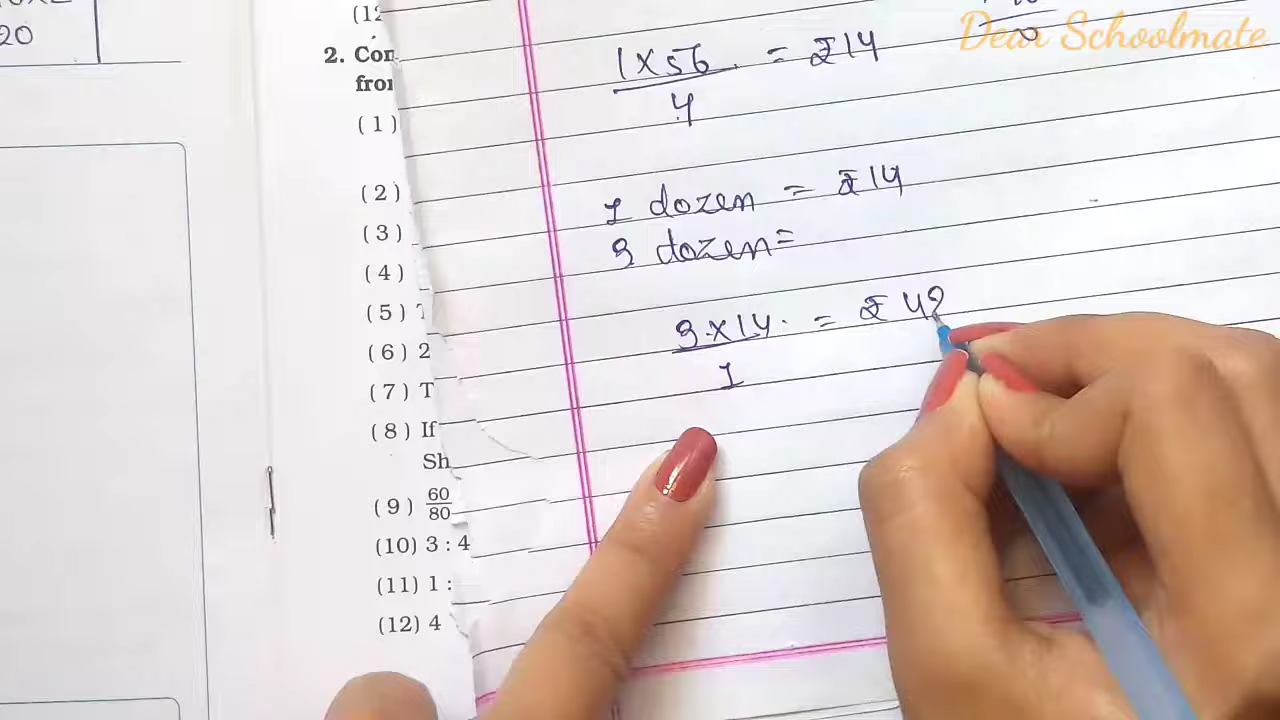 20
(12
2. Con
from
(1)
(2)
(3)
(4)
(5) T
(6) 2
(7) T
(8) If
Sh
(9) 60/80
(10) 3 : 4
(11) 1 :
(12) 4
Dear Schoolmate
1 × 56 / 4 = ₹14
1 dozen = ₹14
3 dozen =
3 × 14 / 1 = ₹42